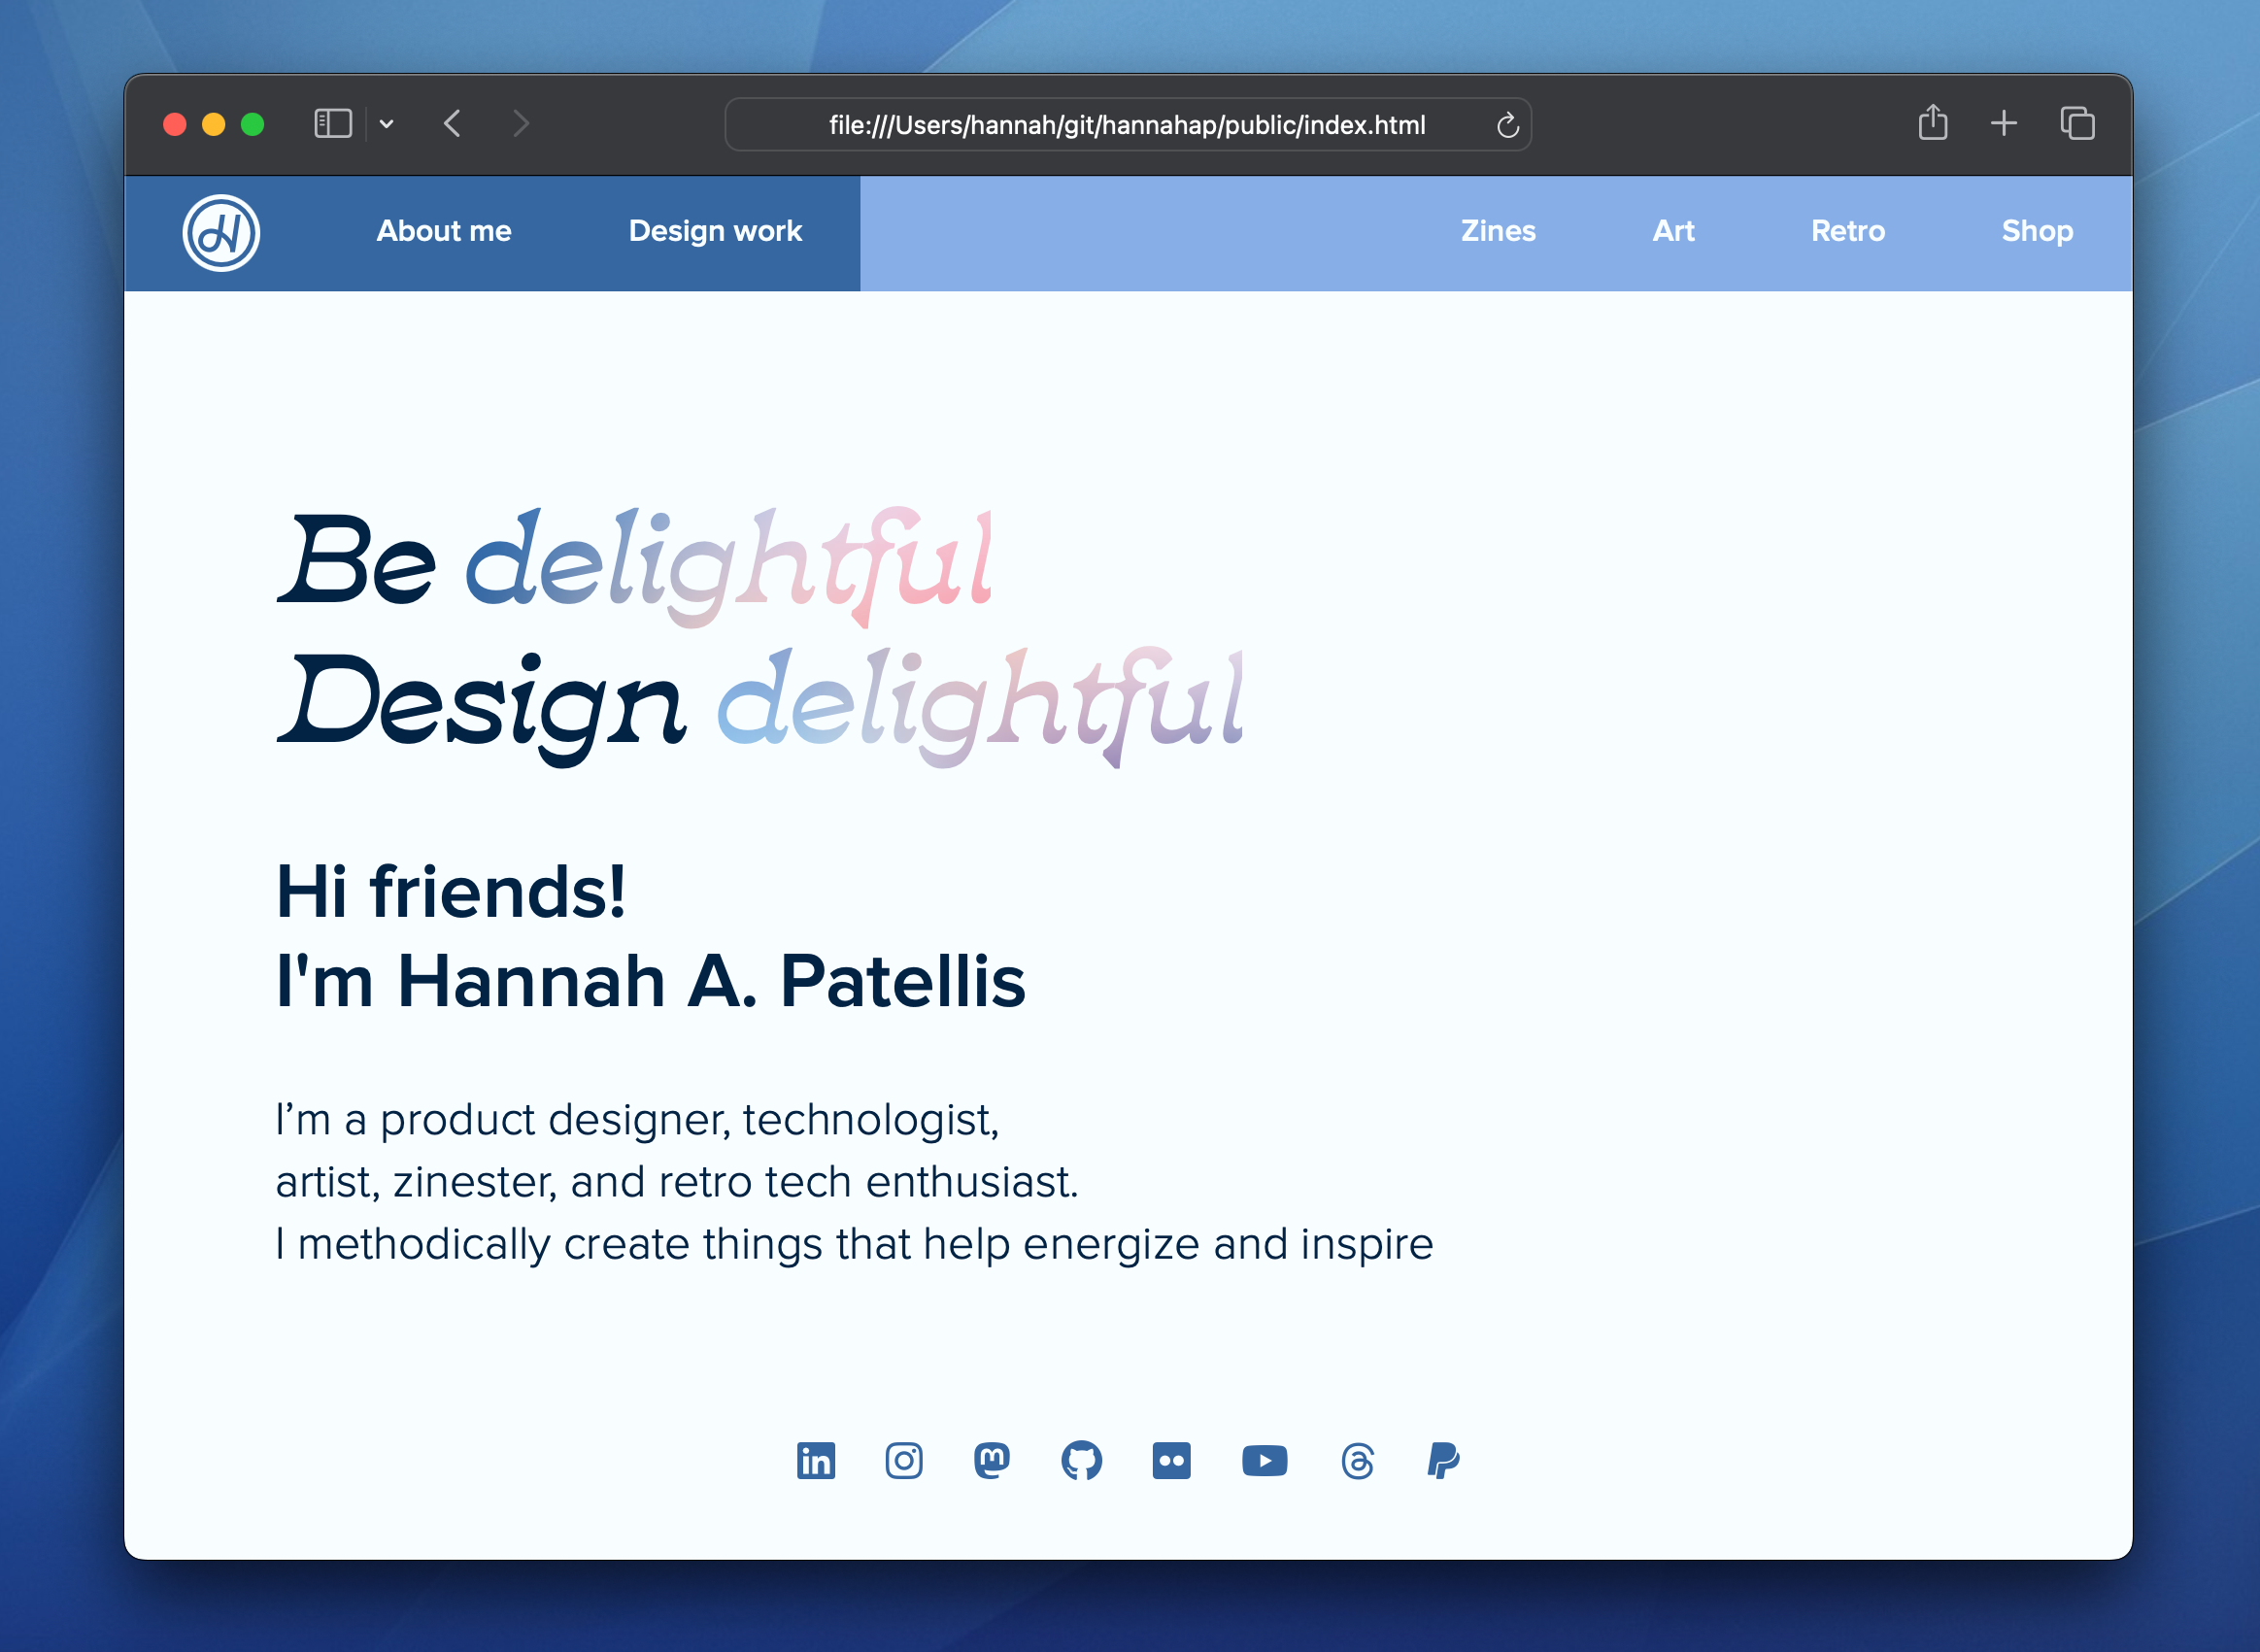 file:///Users/hannah/git/hannahap/public/index.html
H About me Design work Zines Art Retro Shop
Be delightful
Design delightful
Hi friends!
I'm Hannah A. Patellis
I’m a product designer, technologist,
artist, zinester, and retro tech enthusiast.
I methodically create things that help energize and inspire